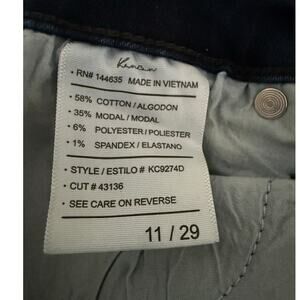 Kancan
• RN# 144635  MADE IN VIETNAM
• 58% COTTON / ALGODON
• 35% MODAL / MODAL
• 6% POLYESTER / POLIESTER
• 1% SPANDEX / ELASTANO
• STYLE / ESTILO # KC9274D
• CUT # 43136
• SEE CARE ON REVERSE
11 / 29